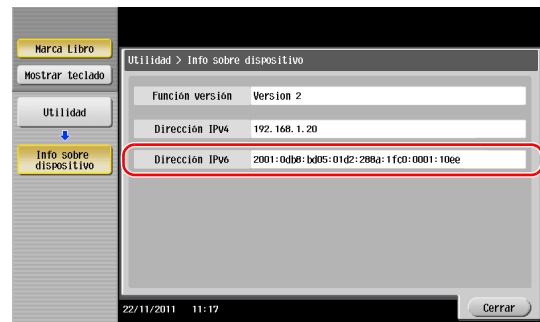 Marca Libro
Mostrar teclado
Utilidad
Info sobre
dispositivo
Utilidad > Info sobre dispositivo
Función versión Version 2
Dirección IPv4 192.168.1.20
Dirección IPv6 2001:0db8:bd05:01d2:288a:1fc0:0001:10ee
22/11/2011 11:17
Cerrar